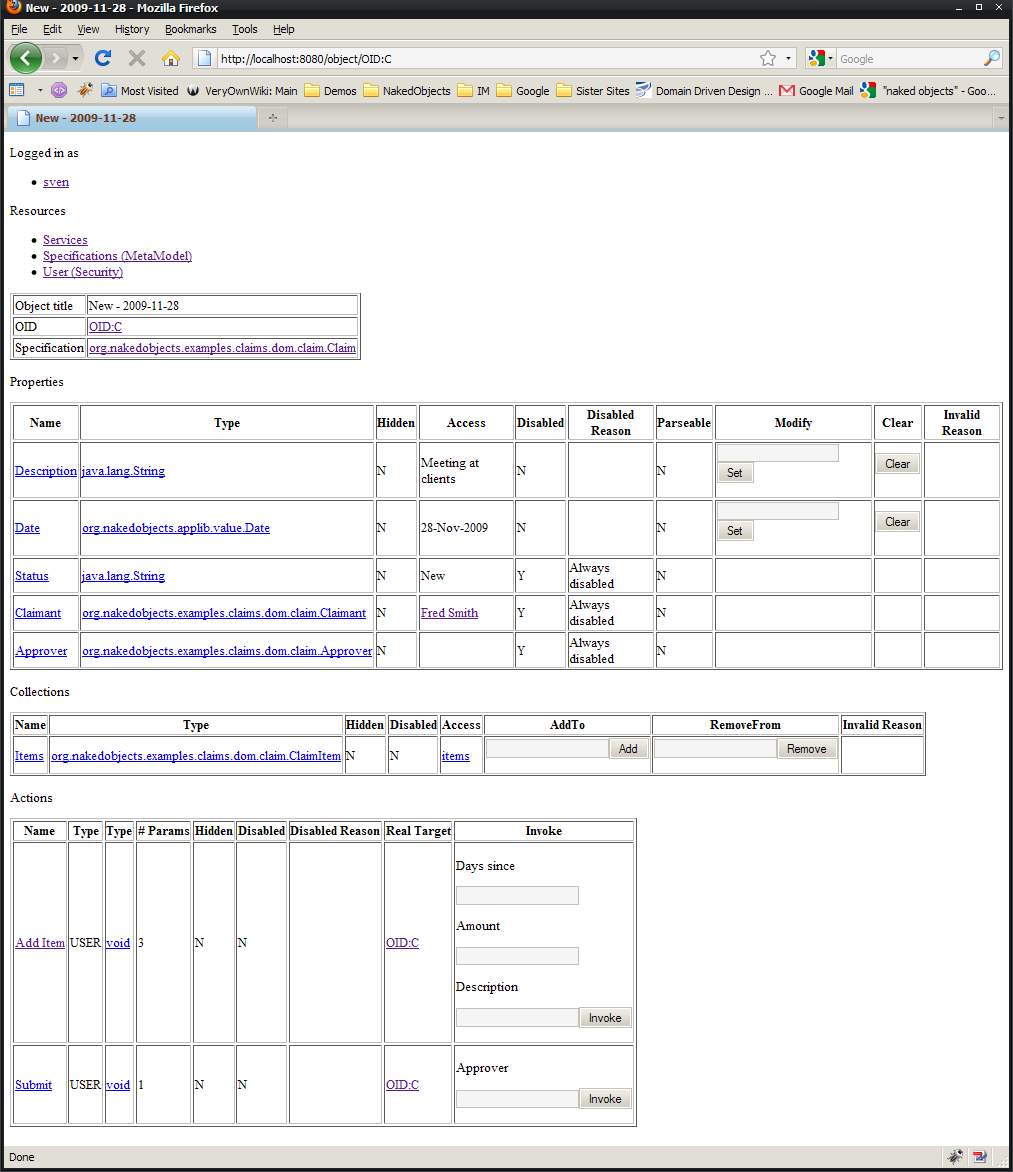 New - 2009-11-28 - Mozilla Firefox
File Edit View History Bookmarks Tools Help
http://localhost:8080/object/OID:C Google
Most Visited VeryOwnWiki: Main Demos NakedObjects IM Google Sister Sites Domain Driven Design ... Google Mail "naked objects" - Goo...
New - 2009-11-28
Logged in as
sven
Resources
Services
Specifications (MetaModel)
User (Security)
Object title New - 2009-11-28
OID OID:C
Specification org.nakedobjects.examples.claims.dom.claim.Claim
Properties
Name Type Hidden Access Disabled Disabled Reason Parseable Modify Clear Invalid Reason
Description java.lang.String N Meeting at clients N N Set Clear
Date org.nakedobjects.applib.value.Date N 28-Nov-2009 N N Set Clear
Status java.lang.String N New Y Always disabled N
Claimant org.nakedobjects.examples.claims.dom.claim.Claimant N Fred Smith Y Always disabled N
Approver org.nakedobjects.examples.claims.dom.claim.Approver N Y Always disabled N
Collections
Name Type Hidden Disabled Access AddTo RemoveFrom Invalid Reason
Items org.nakedobjects.examples.claims.dom.claim.ClaimItem N N items Add Remove
Actions
Name Type Type # Params Hidden Disabled Disabled Reason Real Target Invoke
Add Item USER void 3 N N OID:C
Days since
Amount
Description
Invoke
Submit USER void 1 N N OID:C
Approver
Invoke
Done